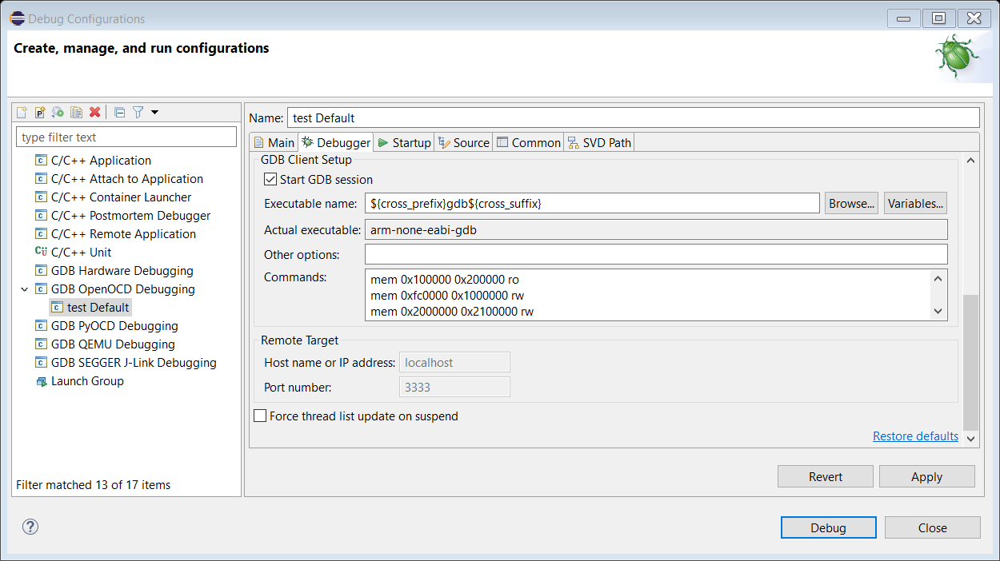 Debug Configurations
Create, manage, and run configurations
type filter text
C/C++ Application
C/C++ Attach to Application
C/C++ Container Launcher
C/C++ Postmortem Debugger
C/C++ Remote Application
C/C++ Unit
GDB Hardware Debugging
GDB OpenOCD Debugging
test Default
GDB PyOCD Debugging
GDB QEMU Debugging
GDB SEGGER J-Link Debugging
Launch Group
Filter matched 13 of 17 items
Name: test Default
Main Debugger Startup Source Common SVD Path
GDB Client Setup
Start GDB session
Executable name: ${cross_prefix}gdb${cross_suffix} Browse... Variables...
Actual executable: arm-none-eabi-gdb
Other options:
Commands: mem 0x100000 0x200000 ro
mem 0xfc0000 0x1000000 rw
mem 0x2000000 0x2100000 rw
Remote Target
Host name or IP address: localhost
Port number: 3333
Force thread list update on suspend
Restore defaults
Revert Apply
Debug Close